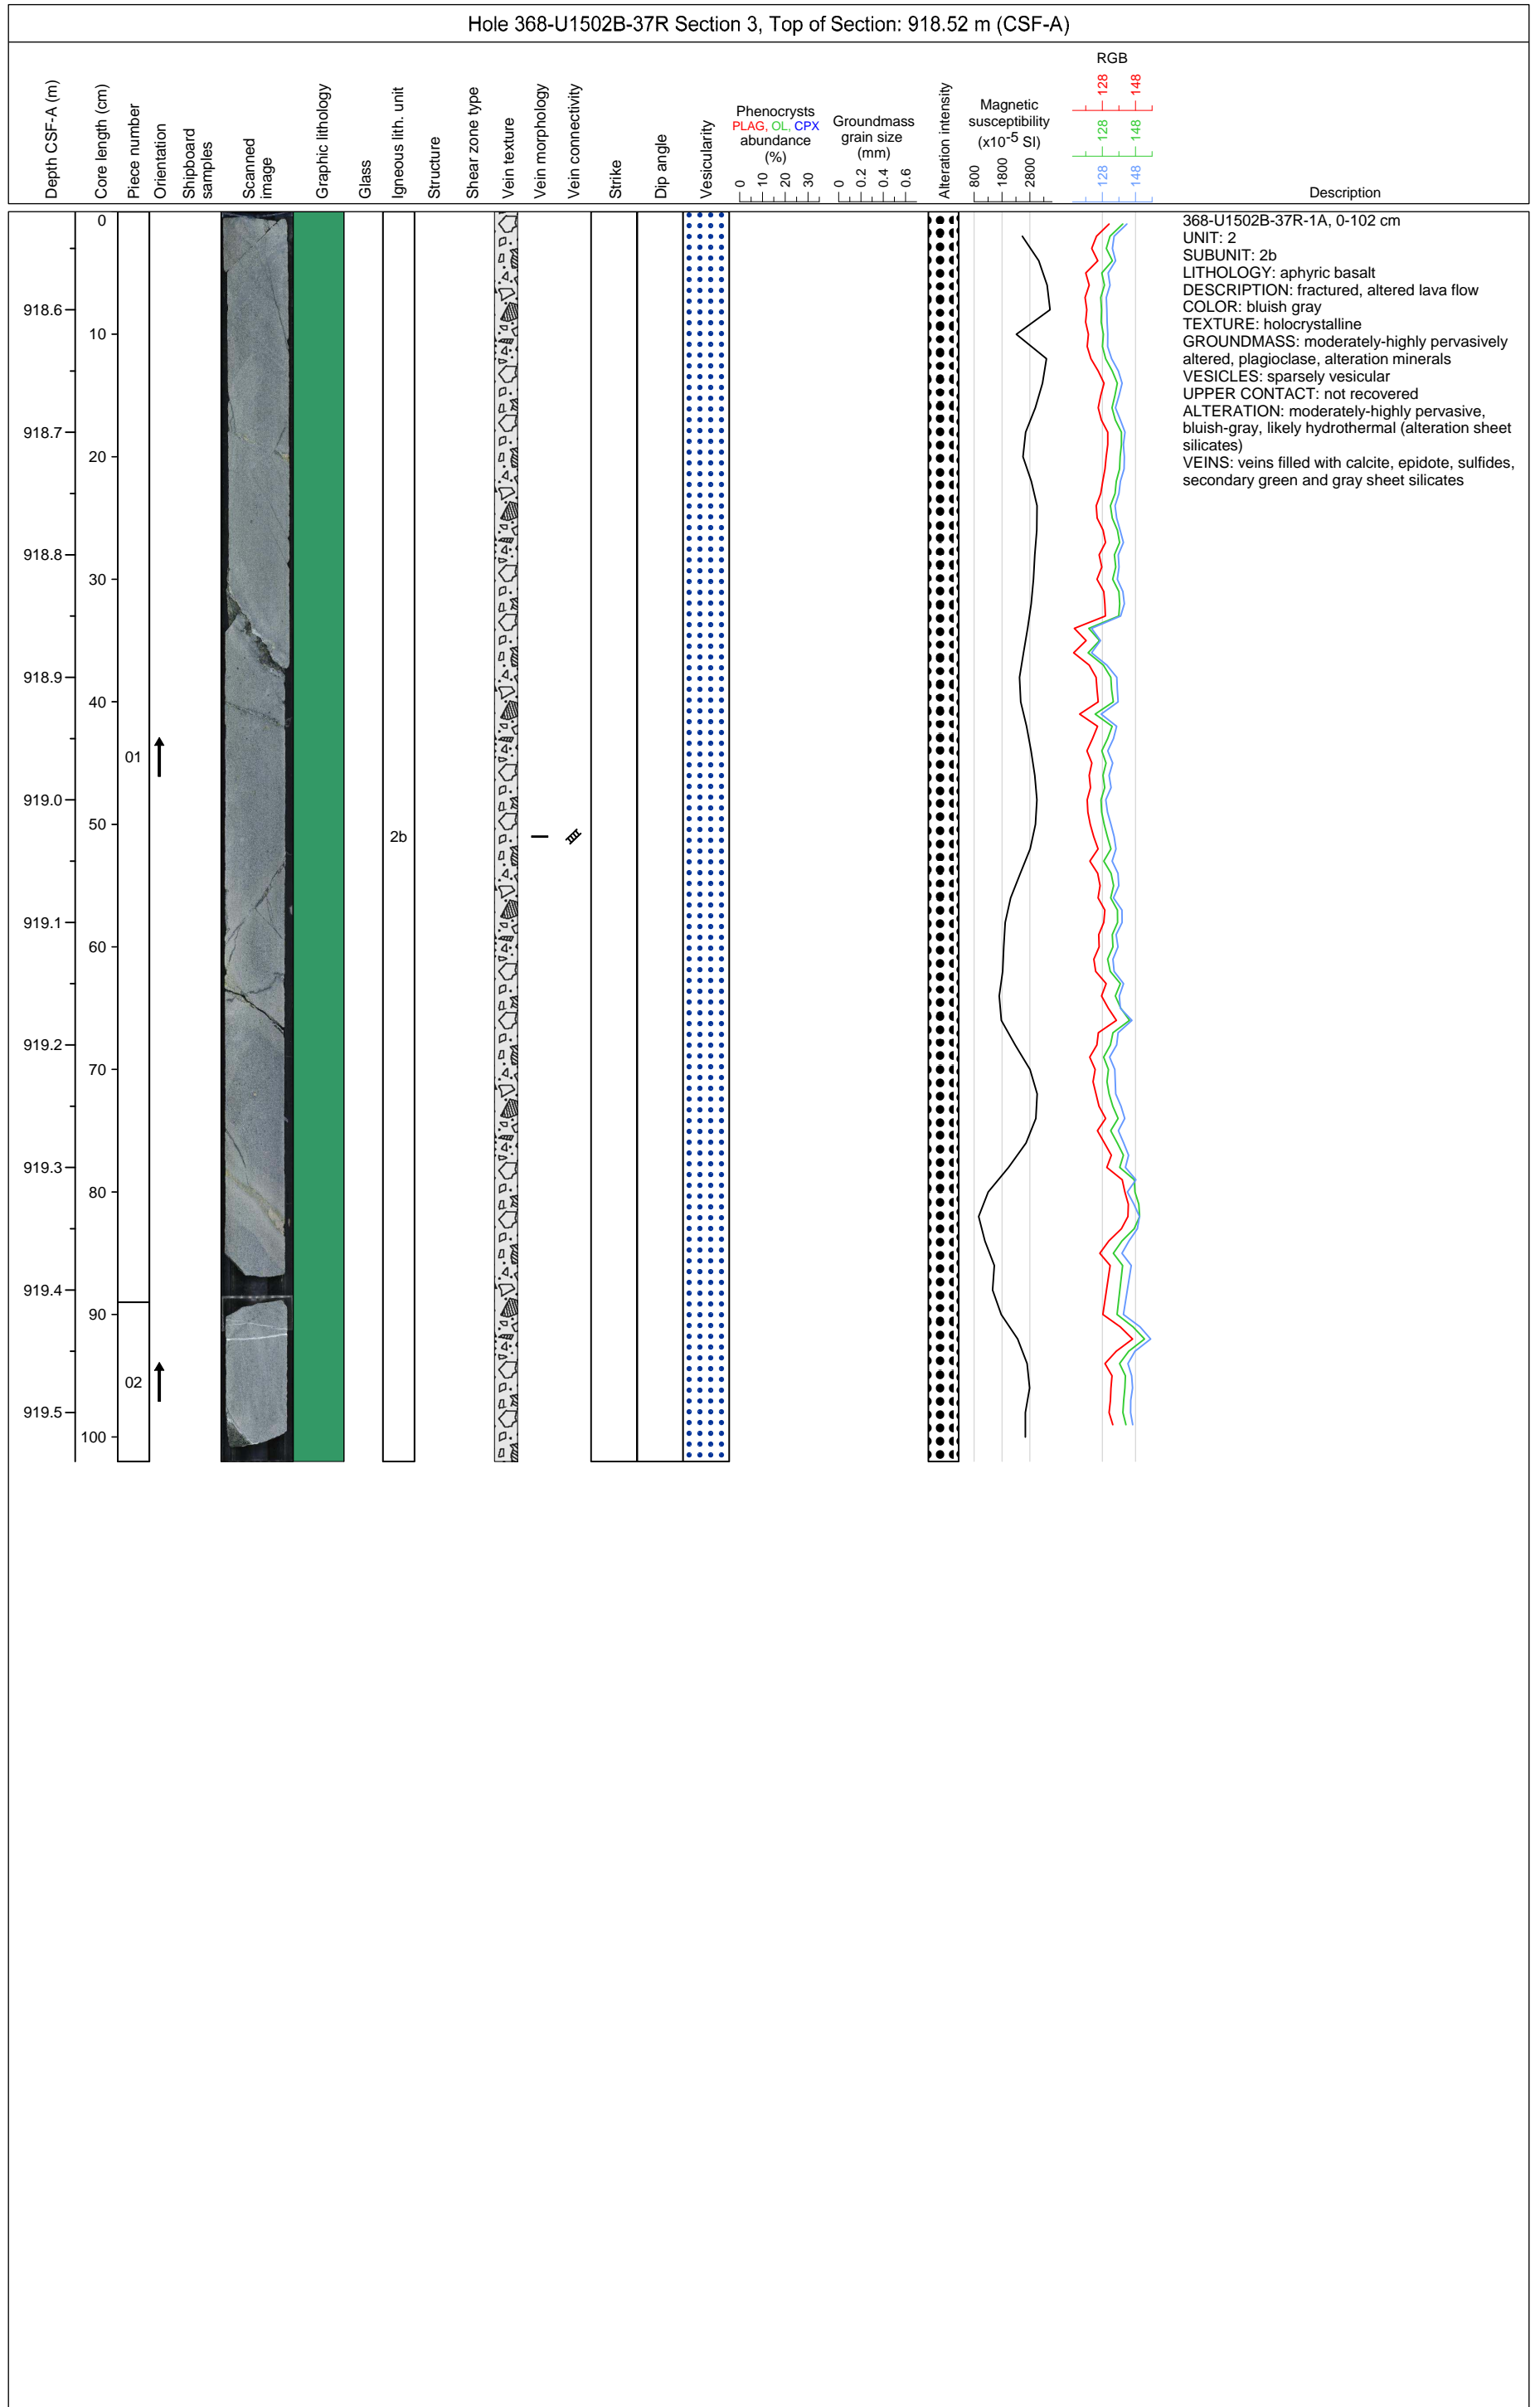 Hole 368-U1502B-37R Section 3, Top of Section: 918.52 m (CSF-A)
Depth CSF-A (m)
Core length (cm)
Piece number
Orientation
Shipboard
samples
Scanned
image
Graphic lithology
Glass
Igneous lith. unit
Structure
Shear zone type
Vein texture
Vein morphology
Vein connectivity
Strike
Dip angle
Vesicularity
Phenocrysts
PLAG, OL, CPX
abundance
(%)
0 10 20 30
Groundmass
grain size
(mm)
0 0.2 0.4 0.6
Alteration intensity
Magnetic
susceptibility
(x10-5 SI)
800 1800 2800
RGB
128 148
128 148
128 148
Description
918.6
918.7
918.8
918.9
919.0
919.1
919.2
919.3
919.4
919.5
0
10
20
30
40
50
60
70
80
90
100
01
02
2b
368-U1502B-37R-1A, 0-102 cm
UNIT: 2
SUBUNIT: 2b
LITHOLOGY: aphyric basalt
DESCRIPTION: fractured, altered lava flow
COLOR: bluish gray
TEXTURE: holocrystalline
GROUNDMASS: moderately-highly pervasively
altered, plagioclase, alteration minerals
VESICLES: sparsely vesicular
UPPER CONTACT: not recovered
ALTERATION: moderately-highly pervasive,
bluish-gray, likely hydrothermal (alteration sheet
silicates)
VEINS: veins filled with calcite, epidote, sulfides,
secondary green and gray sheet silicates